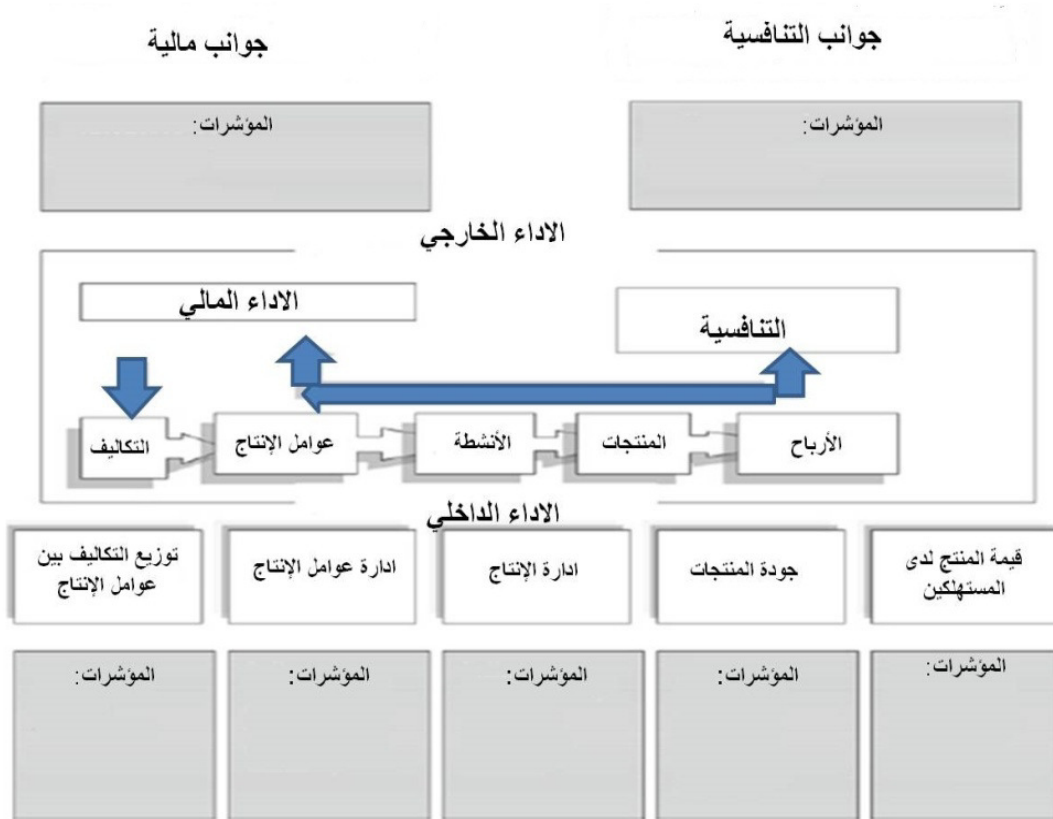 جوانب التنافسية
جوانب مالية
المؤشرات:
المؤشرات:
الاداء الخارجي
التنافسية
الاداء المالي
الأرباح
المنتجات
الأنشطة
عوامل الإنتاج
التكاليف
الاداء الداخلي
قيمة المنتج لدى
المستهلكين
جودة المنتجات
ادارة الإنتاج
ادارة عوامل الإنتاج
توزيع التكاليف بين
عوامل الإنتاج
المؤشرات:
المؤشرات:
المؤشرات:
المؤشرات:
المؤشرات: